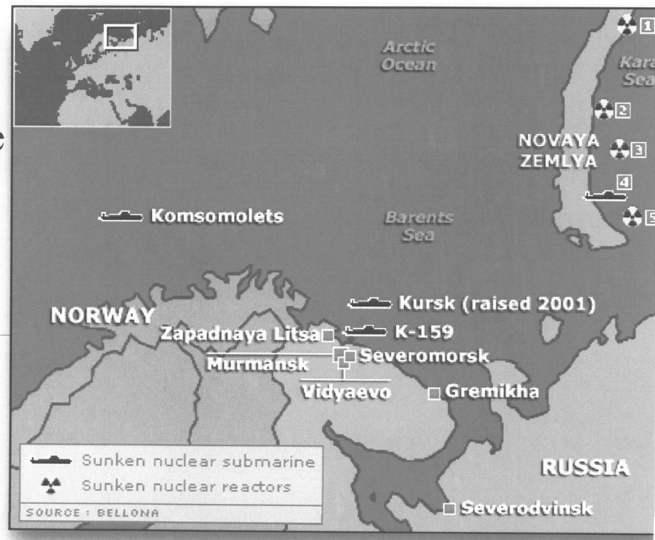 e
Arctic
Ocean
1
Kara
Sea
2
NOVAYA
ZEMLYA
3
4
5
Komsomolets
Barents
Sea
Kursk (raised 2001)
NORWAY
Zapadnaya Litsa
K-159
Murmansk
Severomorsk
Vidyaevo
Gremikha
Sunken nuclear submarine
Sunken nuclear reactors
SOURCE : BELLONA
RUSSIA
Severodvinsk